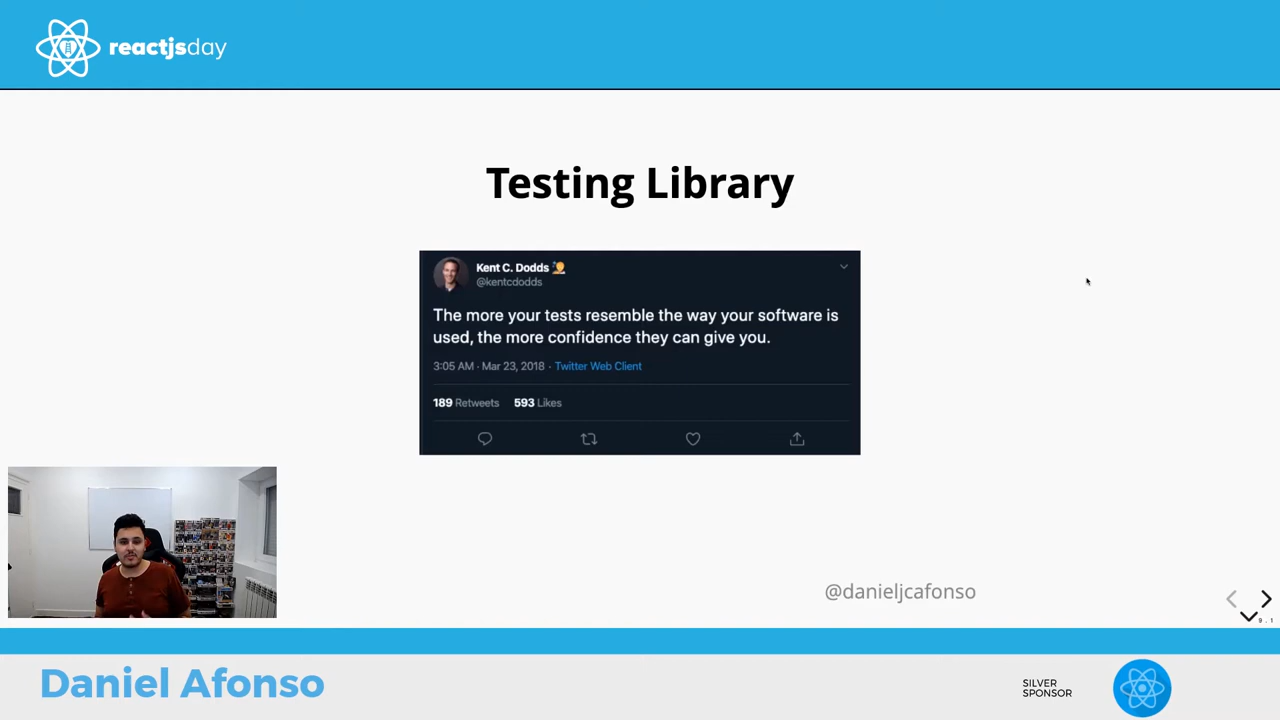 reactjsday
Testing Library
Kent C. Dodds
@kentcdodds
The more your tests resemble the way your software is
used, the more confidence they can give you.
3:05 AM · Mar 23, 2018 · Twitter Web Client
189 Retweets 593 Likes
@danieljcafonso
9.1
Daniel Afonso
SILVER
SPONSOR